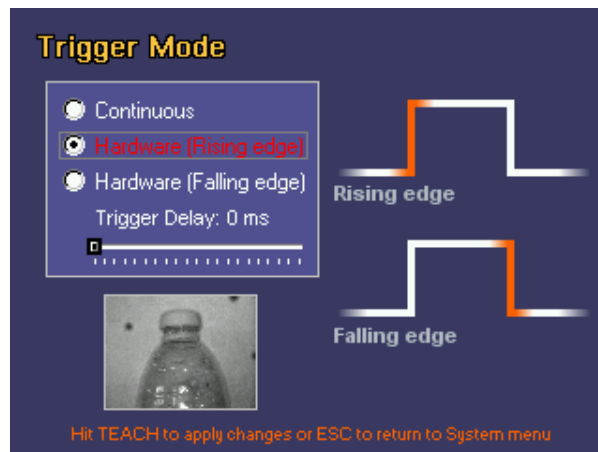 Trigger Mode
Continuous
Hardware (Rising edge)
Hardware (Falling edge)
Trigger Delay: 0 ms
Rising edge
Falling edge
Hit TEACH to apply changes or ESC to return to System menu